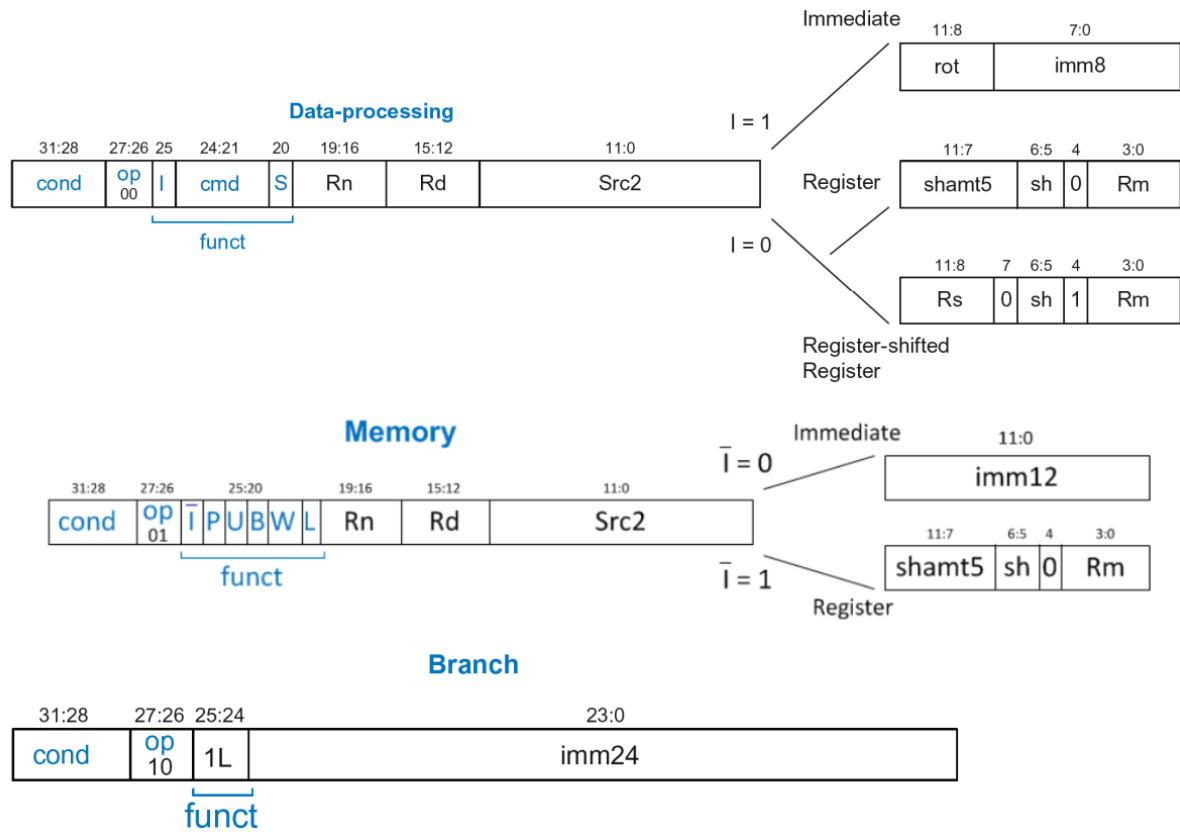 Immediate
11:8 7:0
rot imm8
Data-processing
I = 1
31:28 27:26 25 24:21 20 19:16 15:12 11:0
cond op 00 I cmd S Rn Rd Src2
funct
Register
11:7 6:5 4 3:0
shamt5 sh 0 Rm
I = 0
11:8 7 6:5 4 3:0
Rs 0 sh 1 Rm
Register-shifted
Register
Memory
Immediate
11:0
imm12
I̅ = 0
31:28 27:26 25:20 19:16 15:12 11:0
cond op 01 I̅ P U B W L Rn Rd Src2
funct
I̅ = 1
11:7 6:5 4 3:0
shamt5 sh 0 Rm
Register
Branch
31:28 27:26 25:24 23:0
cond op 10 1L imm24
funct